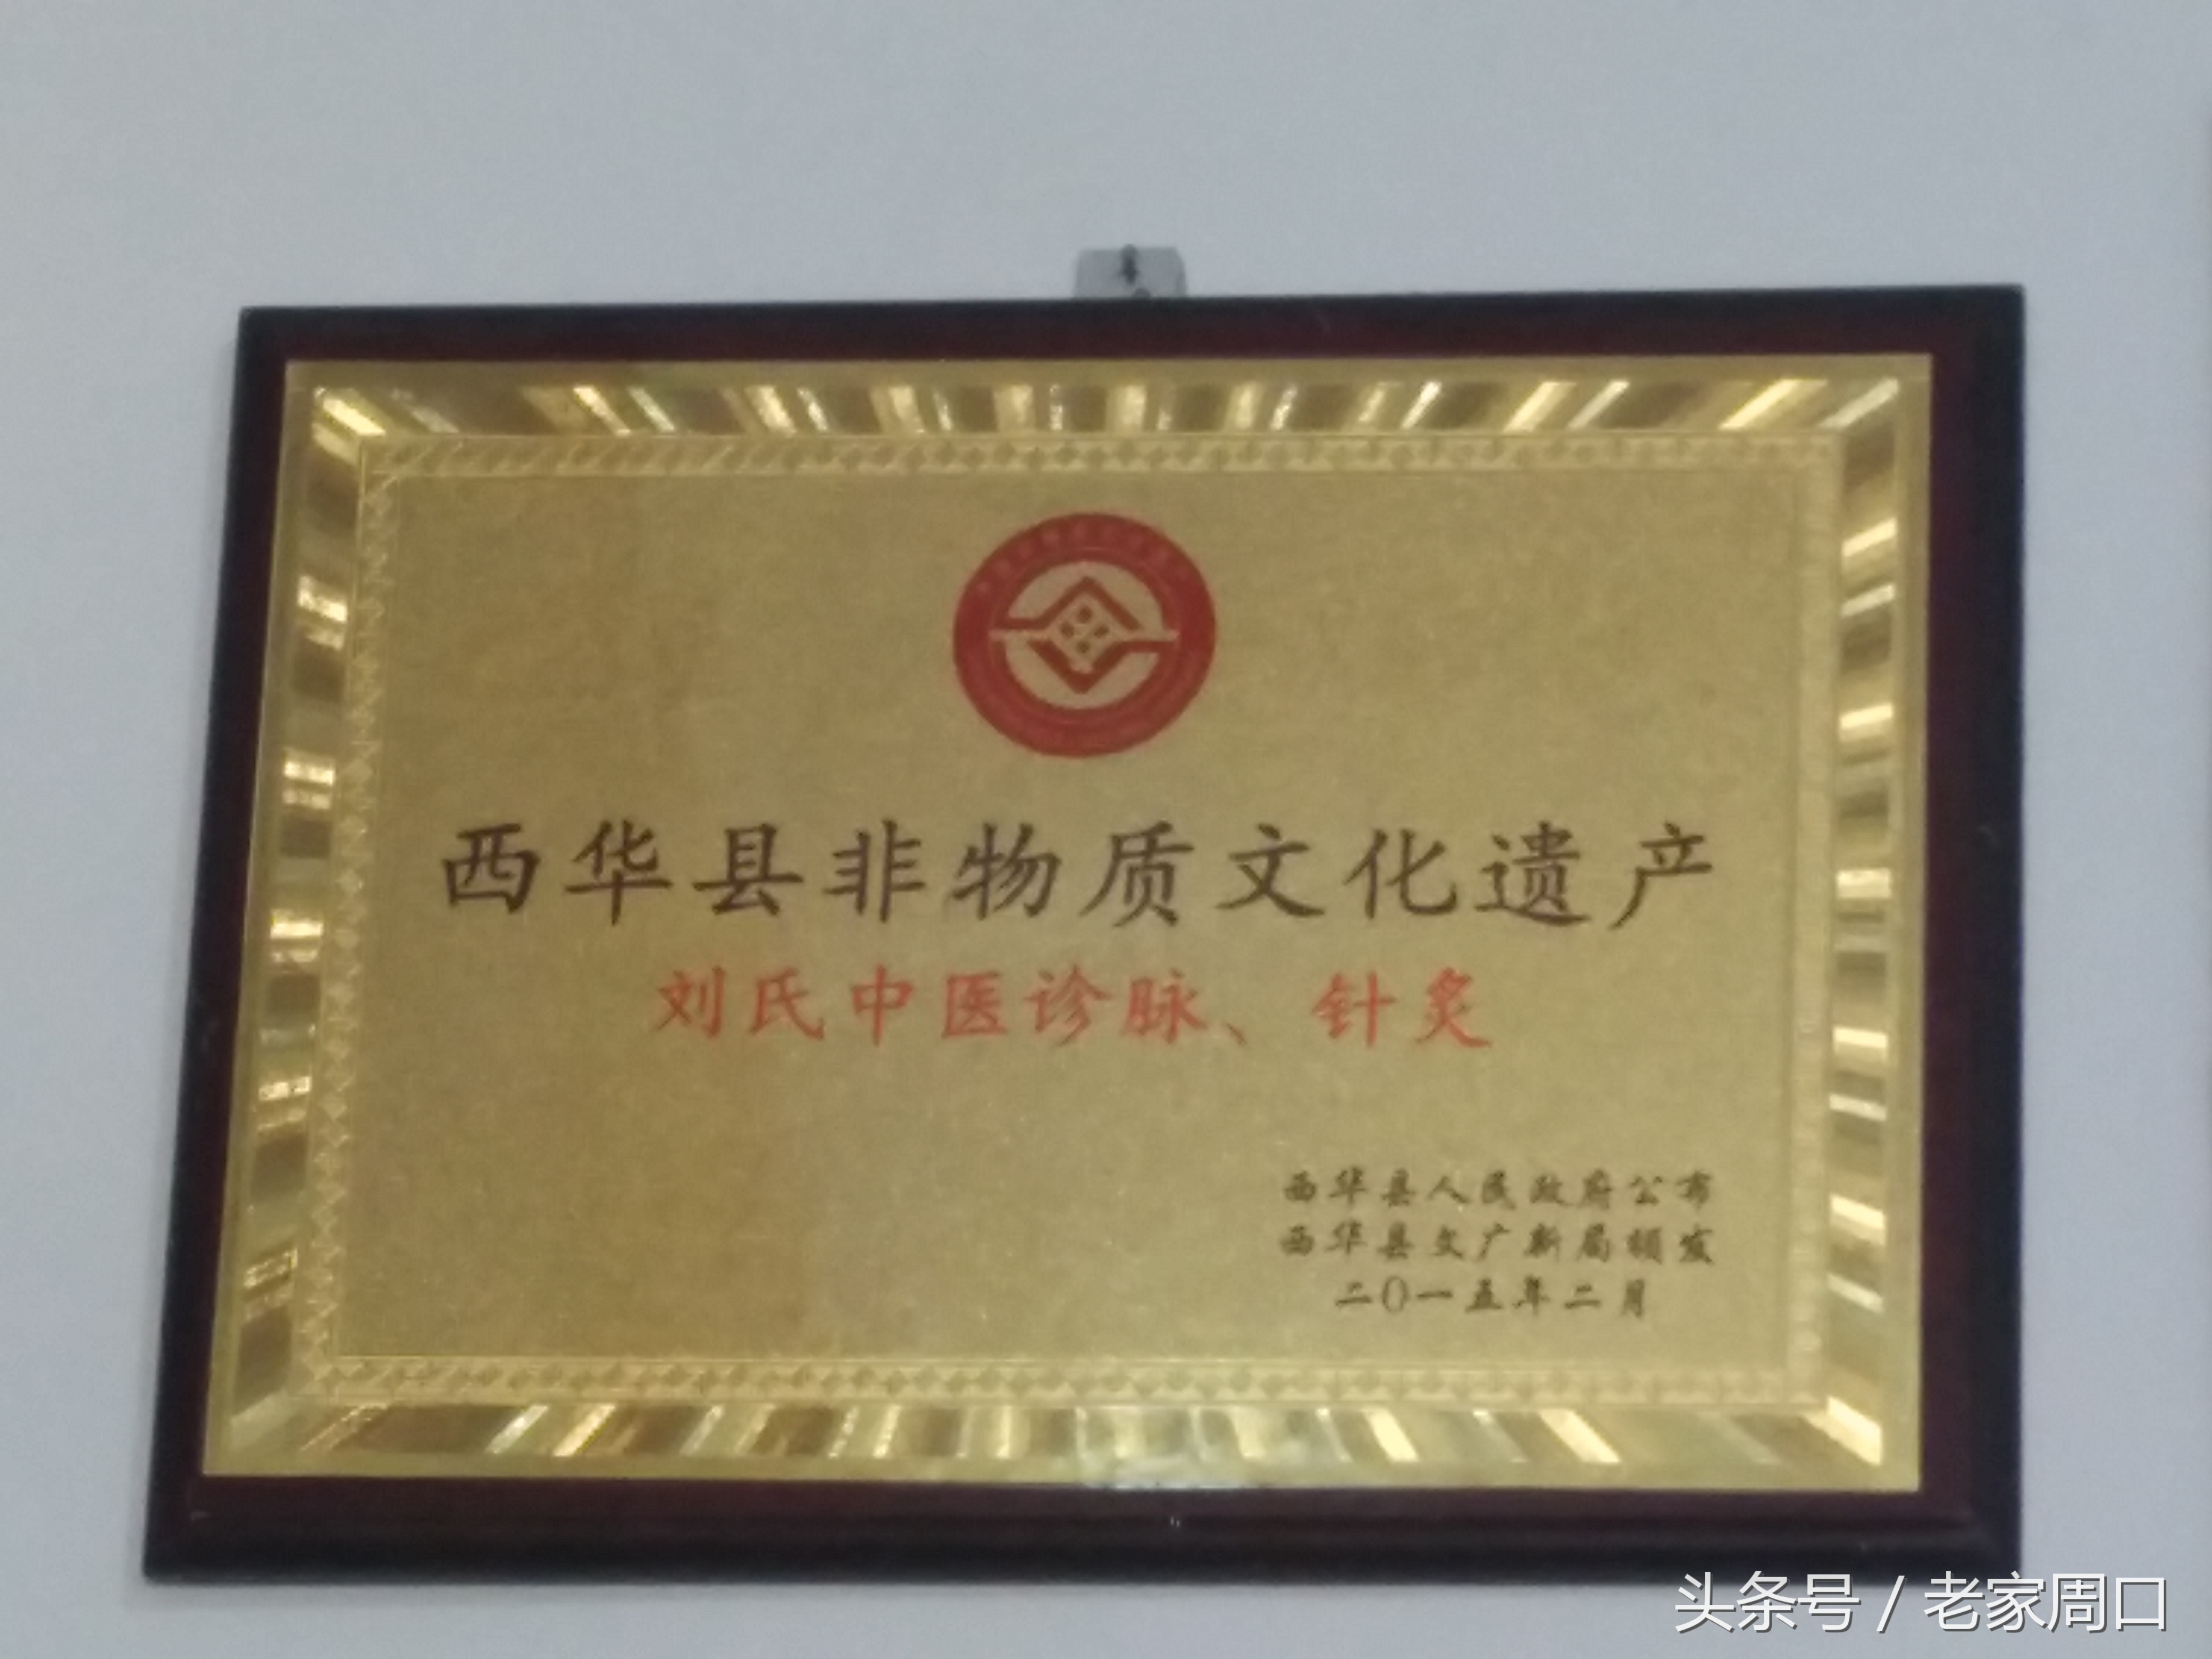 西华县非物质文化遗产
刘氏中医诊脉、针炙
西华县人民政府公布
西华县文广新局颁发
二〇一五年二月
头条号/老家周口